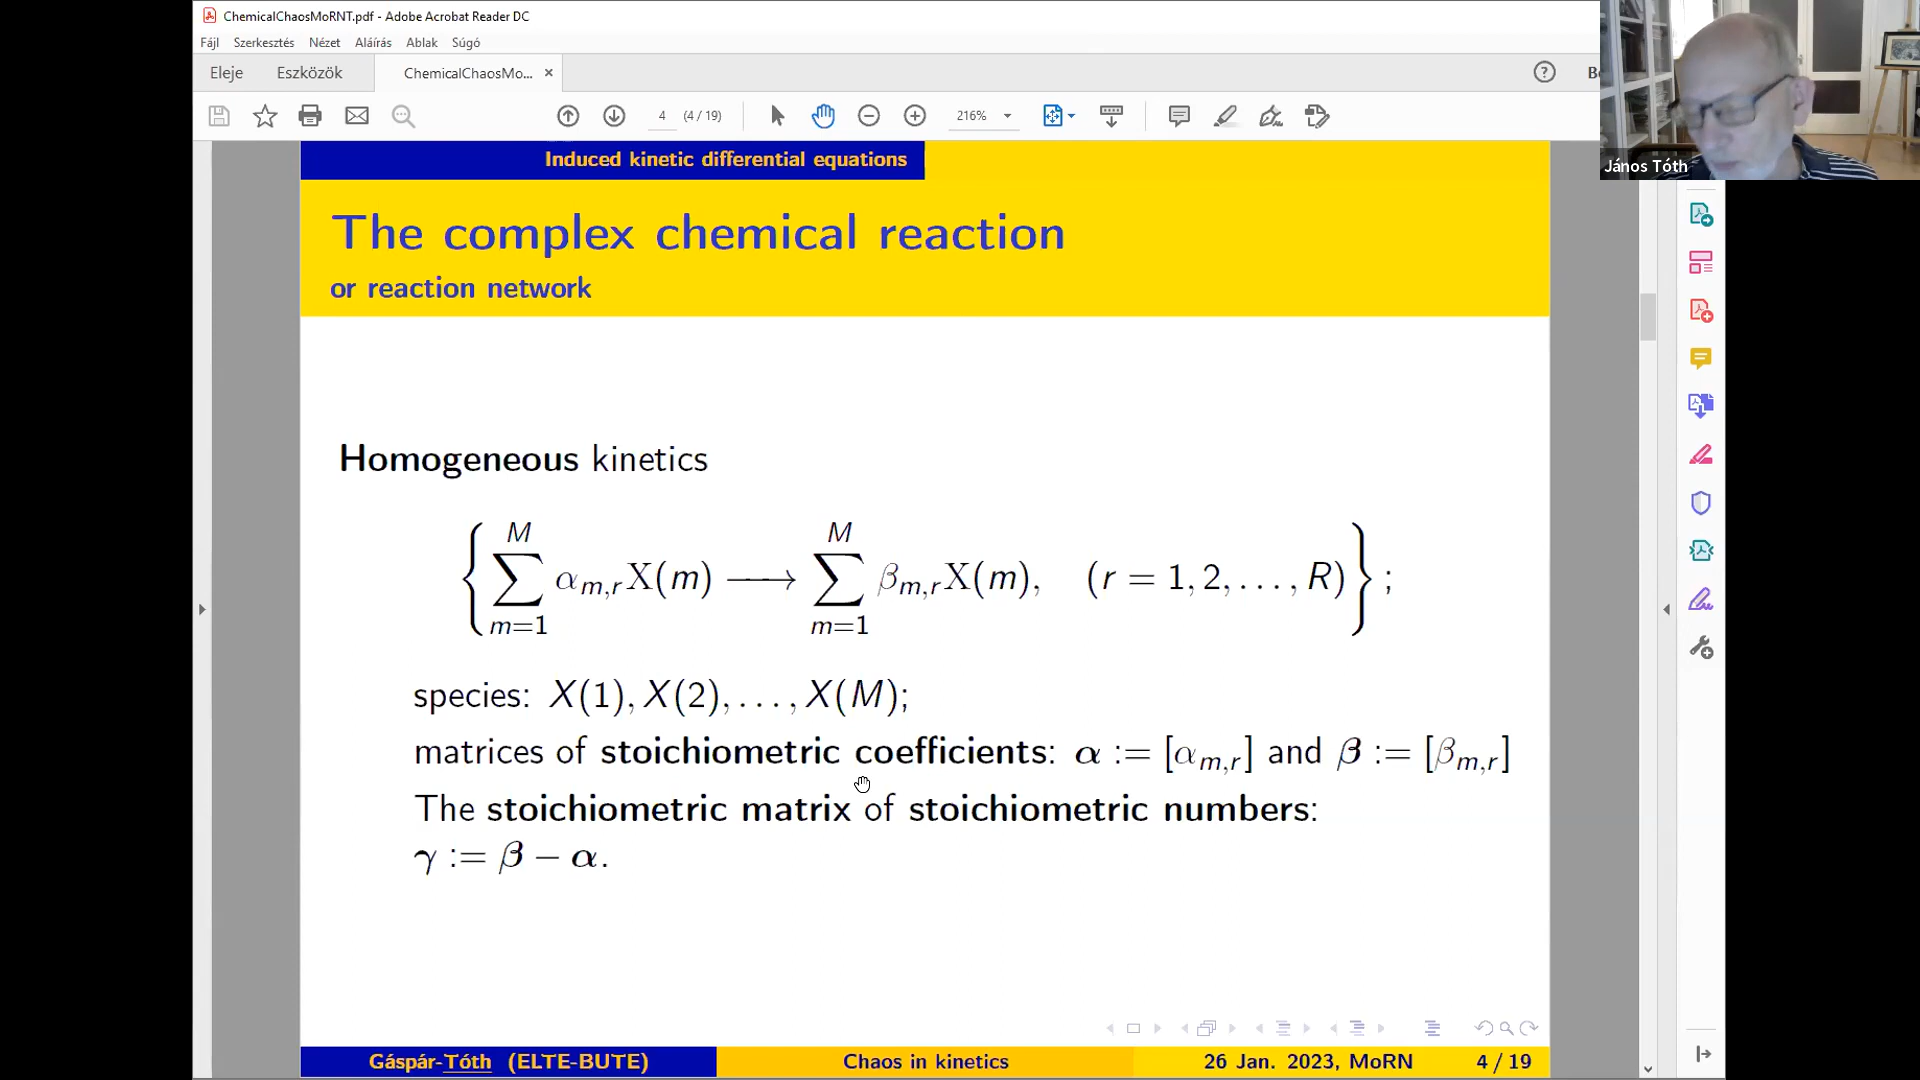 ChemicalChaosMoRNT.pdf - Adobe Acrobat Reader DC
Fájl Szerkesztés Nézet Aláírás Ablak Súgó
Eleje Eszközök ChemicalChaosMo... ×
4 (4 / 19) 216%
János Tóth
Induced kinetic differential equations
The complex chemical reaction
or reaction network
Homogeneous kinetics
{ ∑_{m=1}^{M} α_{m,r}X(m) ⟶ ∑_{m=1}^{M} β_{m,r}X(m), (r = 1, 2, . . . , R) } ;
species: X(1), X(2), . . . , X(M);
matrices of stoichiometric coefficients: α := [α_{m,r}] and β := [β_{m,r}]
The stoichiometric matrix of stoichiometric numbers:
γ := β − α.
Gáspár-Tóth (ELTE-BUTE) Chaos in kinetics 26 Jan. 2023, MoRN 4 / 19